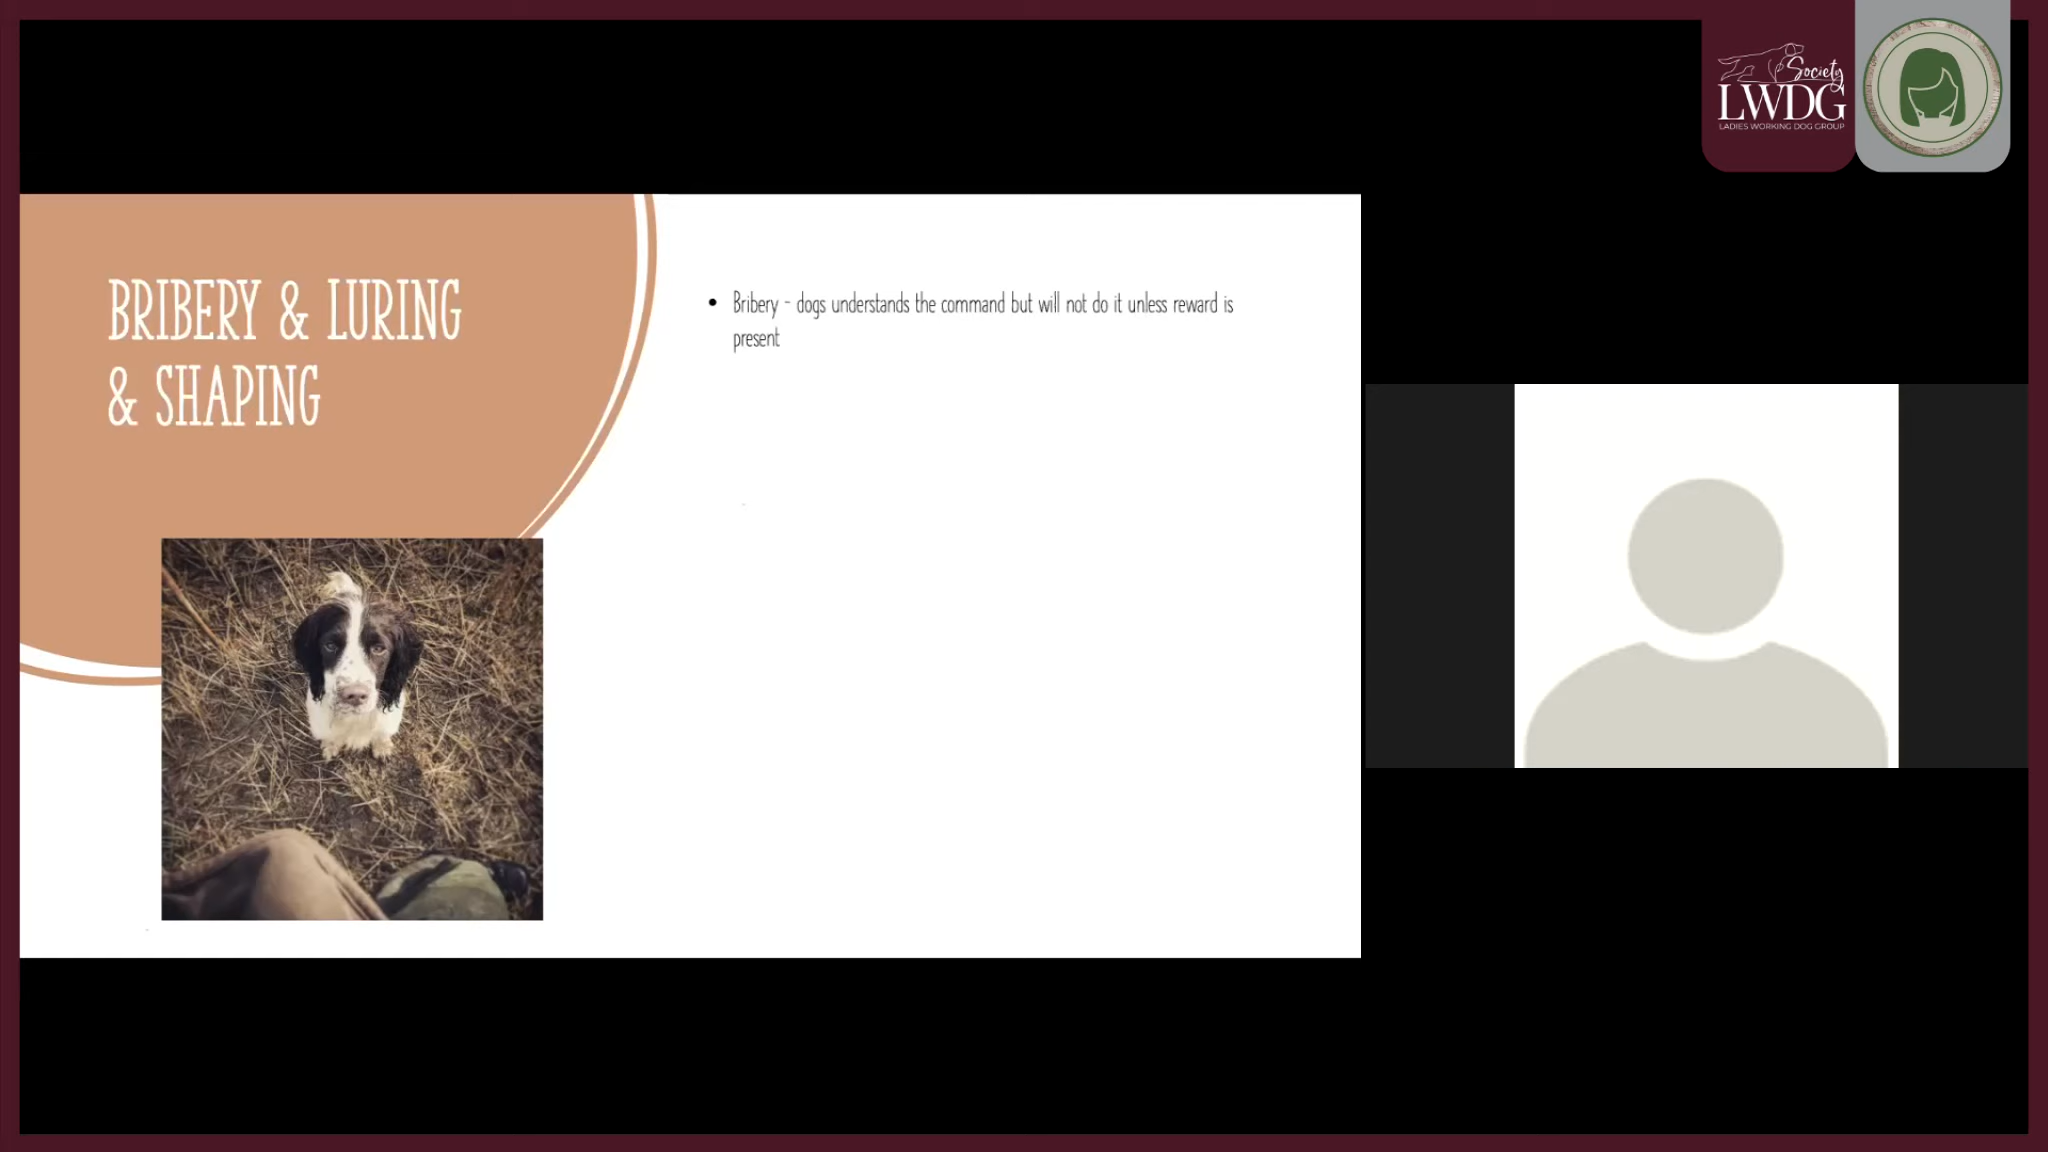 Society
LWDG
LADIES WORKING DOG GROUP
BRIBERY & LURING
& SHAPING
• Bribery - dogs understands the command but will not do it unless reward is
present